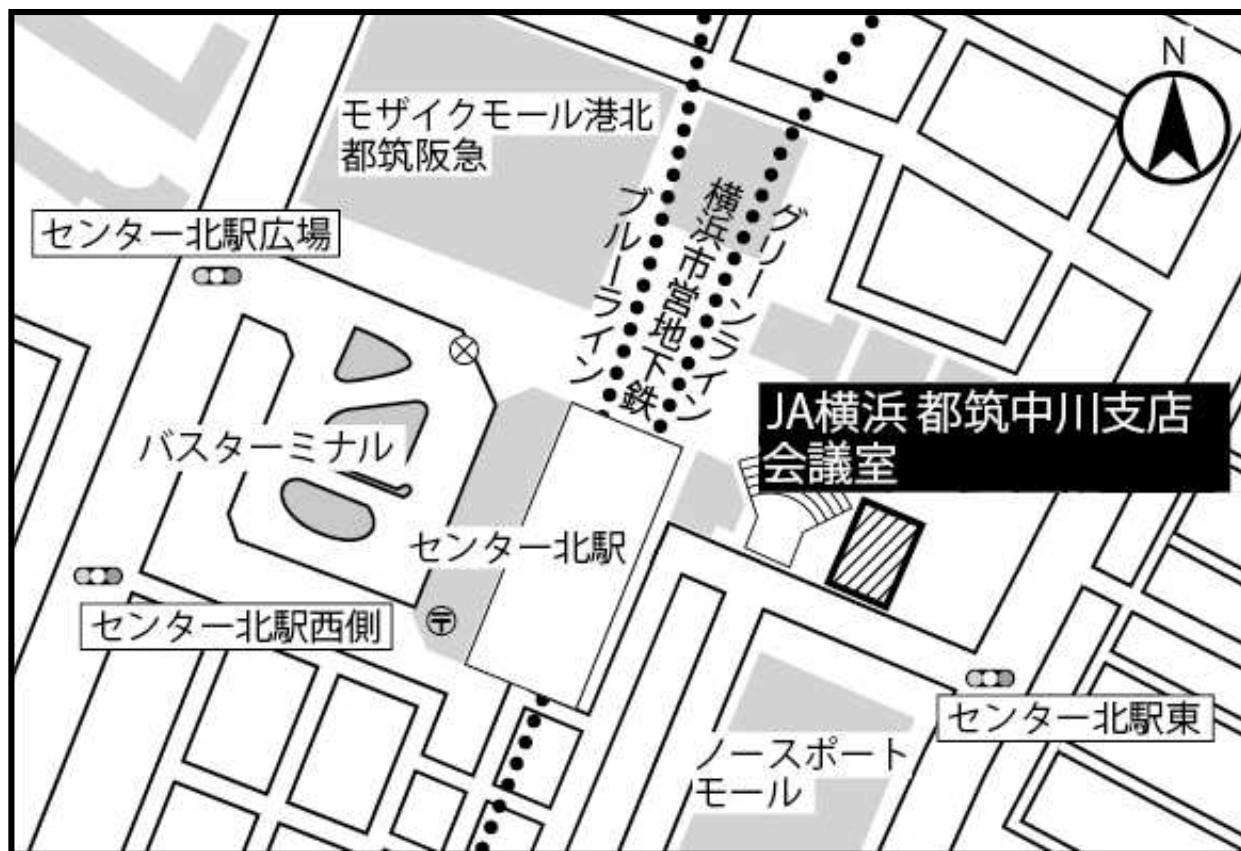 N
モザイクモール港北
都筑阪急
センター北駅広場
ブルーライン
横浜市営地下鉄
グリーンライン
JA横浜 都筑中川支店
会議室
バスターミナル
センター北駅
〒
センター北駅西側
センター北駅東
ノースポート
モール